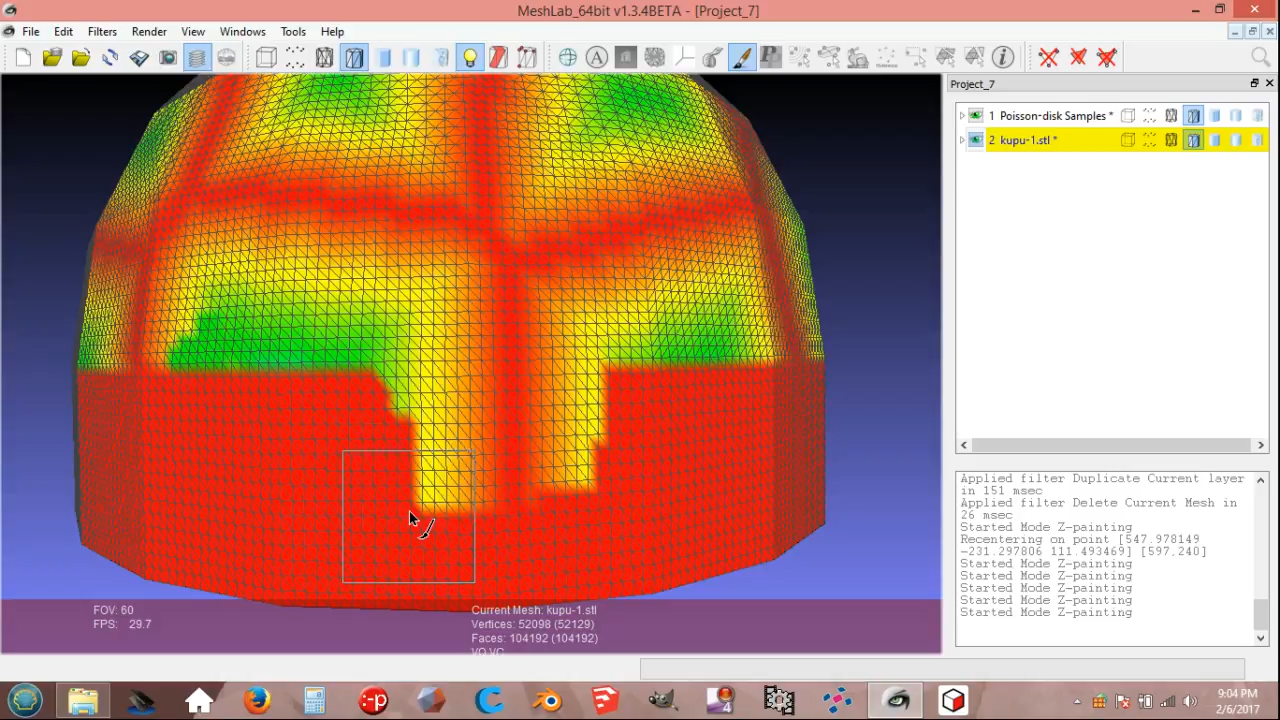 MeshLab_64bit v1.3.4BETA - [Project_7]
File Edit Filters Render View Windows Tools Help
Project_7
1 Poisson-disk Samples *
2 kupu-1.stl *
Applied filter Duplicate Current layer
in 151 msec
Applied filter Delete Current Mesh in
26 msec
Started Mode Z-painting
Recentering on point [547.978149
-231.297806 111.493469] [597.240]
Started Mode Z-painting
Started Mode Z-painting
Started Mode Z-painting
Started Mode Z-painting
Started Mode Z-painting
FOV: 60
FPS: 29.7
Current Mesh: kupu-1.stl
Vertices: 52098 (52129)
Faces: 104192 (104192)
VQ VC
9:04 PM
2/6/2017